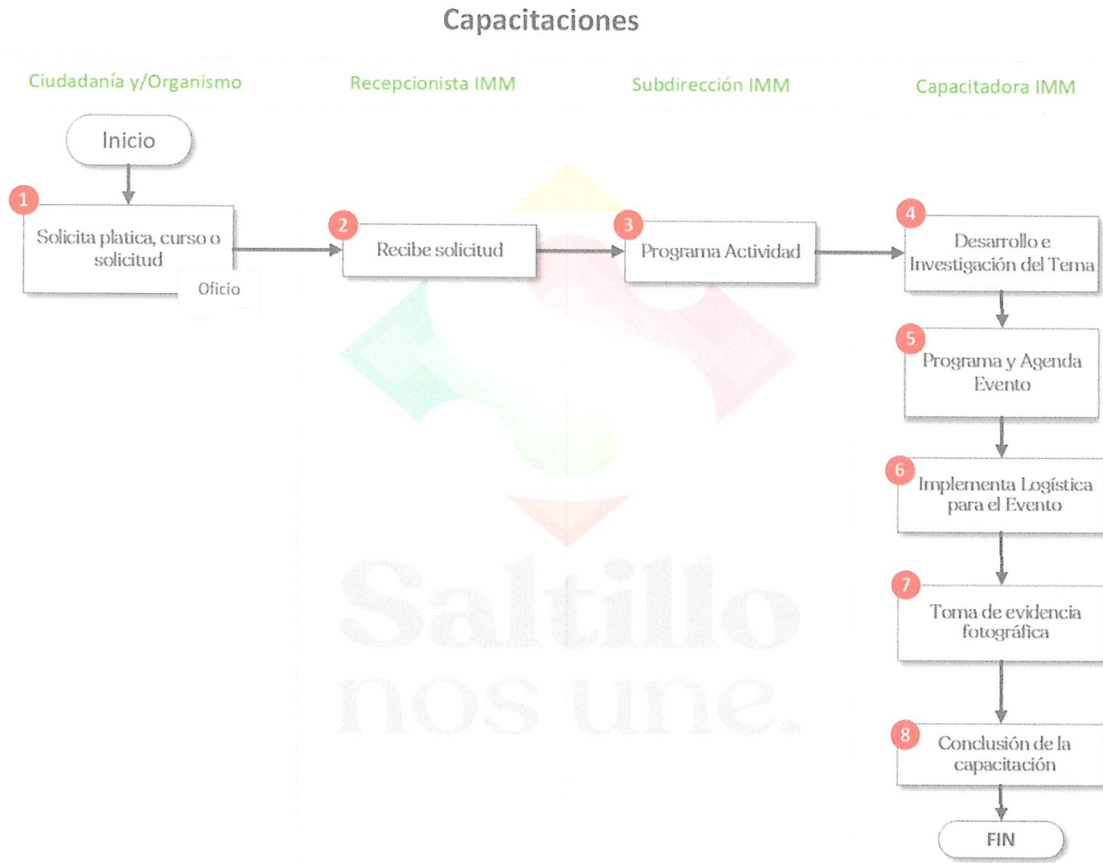 Capacitaciones
Ciudadanía y/Organismo
Recepcionista IMM
Subdirección IMM
Capacitadora IMM
Inicio
1
Solicita platica, curso o
solicitud
Oficio
2
Recibe solicitud
3
Programa Actividad
4
Desarrollo e
Investigación del Tema
5
Programa y Agenda
Evento
6
Implementa Logística
para el Evento
7
Toma de evidencia
fotográfica
8
Conclusión de la
capacitación
FIN
Saltillo
nos une.